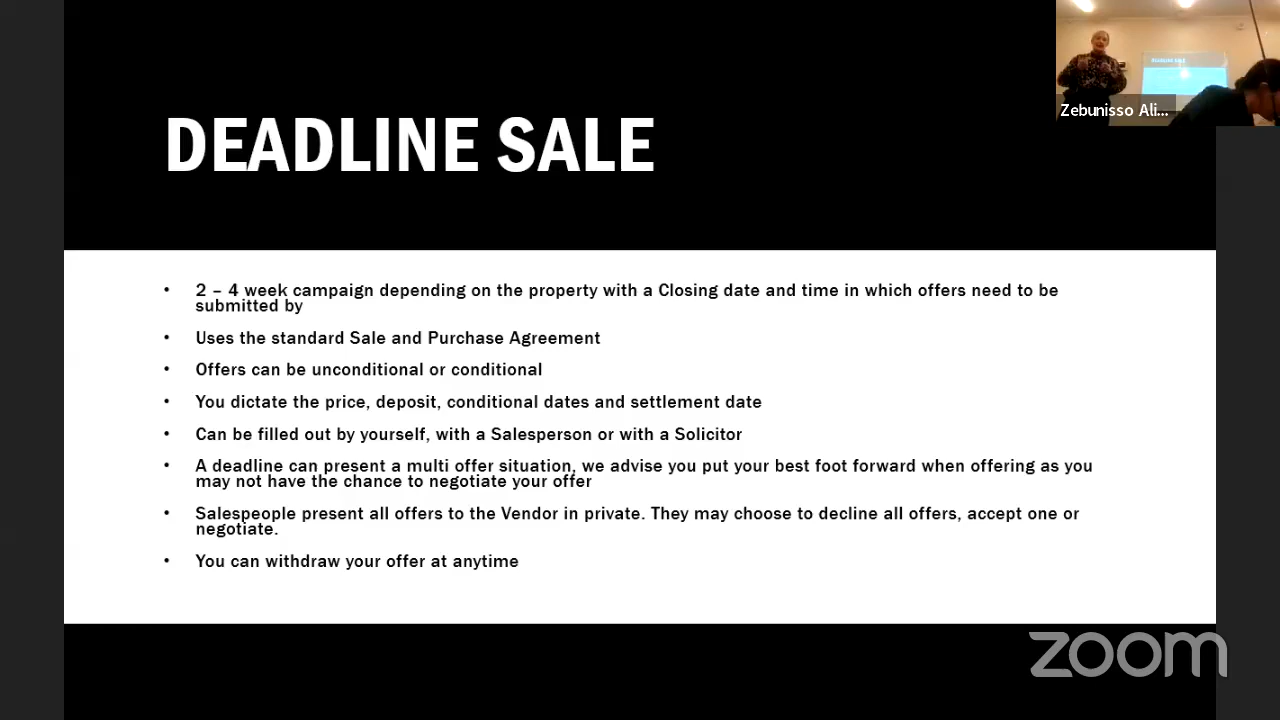 Zebunisso Ali...
DEADLINE SALE
• 2 – 4 week campaign depending on the property with a Closing date and time in which offers need to be
submitted by
• Uses the standard Sale and Purchase Agreement
• Offers can be unconditional or conditional
• You dictate the price, deposit, conditional dates and settlement date
• Can be filled out by yourself, with a Salesperson or with a Solicitor
• A deadline can present a multi offer situation, we advise you put your best foot forward when offering as you
may not have the chance to negotiate your offer
• Salespeople present all offers to the Vendor in private. They may choose to decline all offers, accept one or
negotiate.
• You can withdraw your offer at anytime
zoom